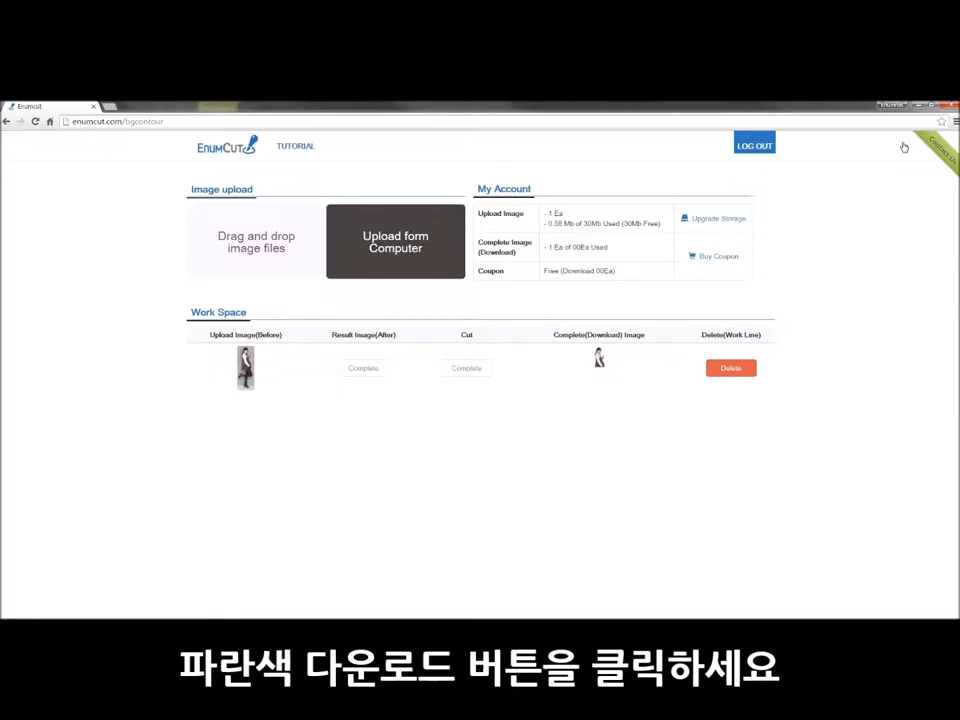 Enumcut
enumcut.com/bgcontour
ENUMCUT
TUTORIAL
LOG OUT
Contact Us
Image upload
Drag and drop
image files
Upload form
Computer
My Account
Upload Image
- 1 Ea
- 0.58 Mb of 30Mb Used (30Mb Free)
Upgrade Storage
Complete Image
(Download)
- 1 Ea of 00Ea Used
Buy Coupon
Coupon
Free (Download 00Ea)
Work Space
Upload Image(Before)
Result Image(After)
Cut
Complete(Download) Image
Delete(Work Line)
Complete
Complete
Delete
파란색 다운로드 버튼을 클릭하세요